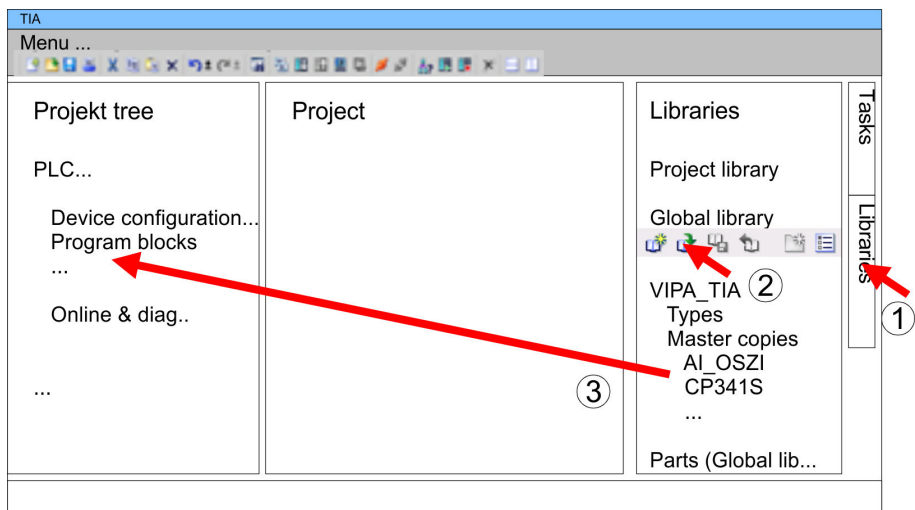 TIA
Menu ...
Projekt tree
PLC...
Device configuration...
Program blocks
...
Online & diag..
...
Project
③
Libraries
Project library
Global library
②
VIPA_TIA
Types
Master copies
AI_OSZI
CP341S
...
Parts (Global lib...
Tasks
Libraries
①